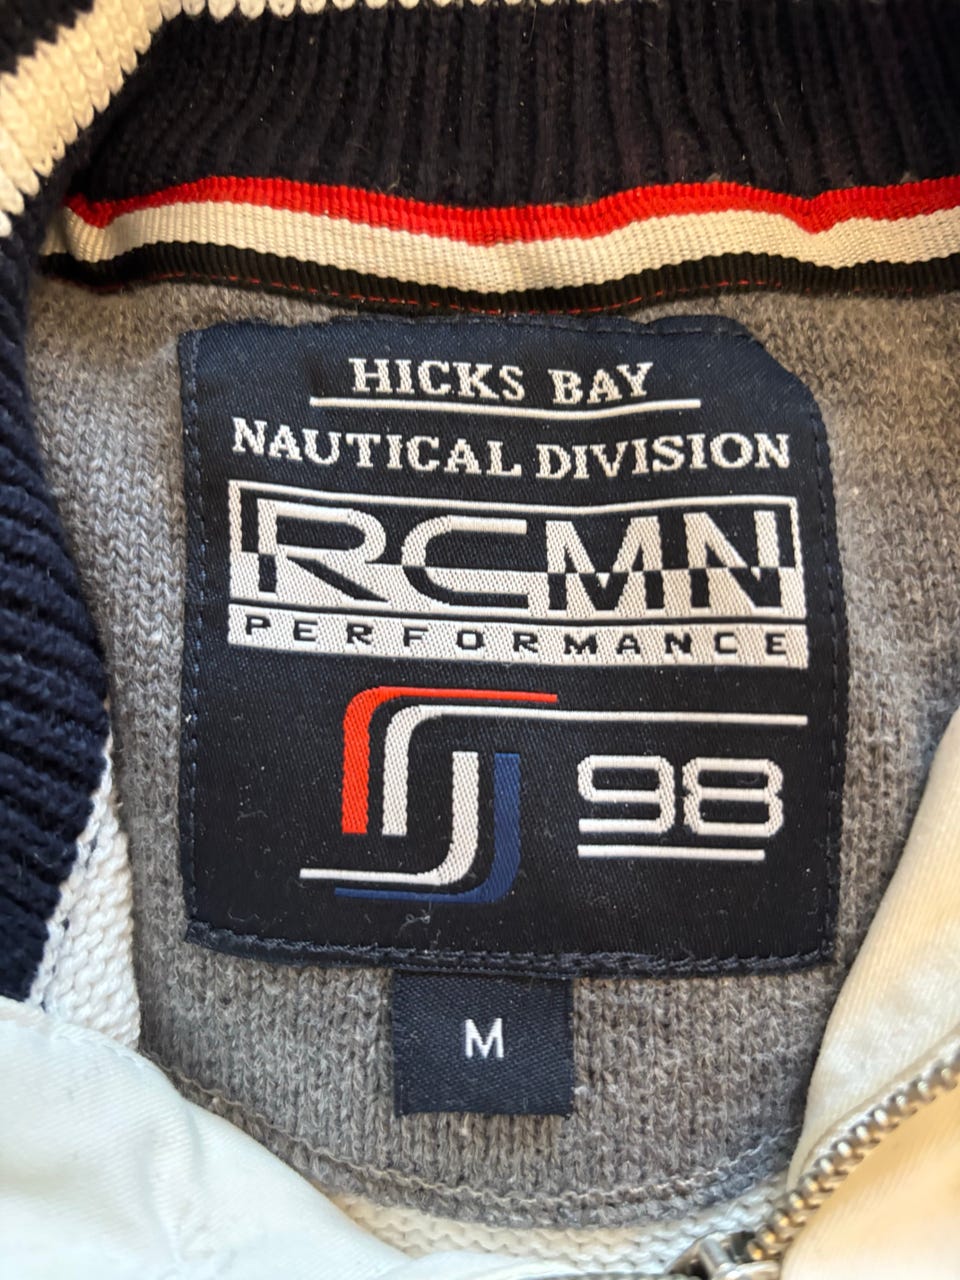 HICKS BAY
NAUTICAL DIVISION
RCMN
PERFORMANCE
98
M